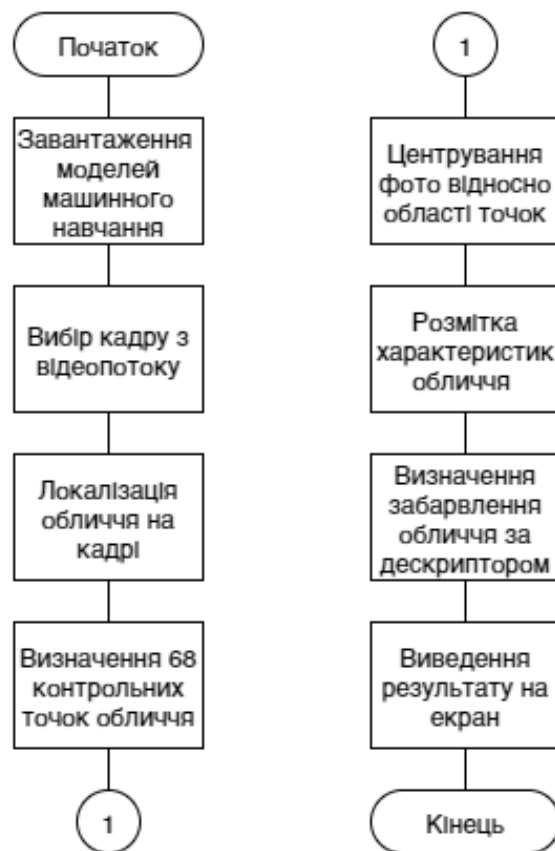 Початок
Завантаження
моделей
машинного
навчання
Вибір кадру з
відеопотоку
Локалізація
обличчя на
кадрі
Визначення 68
контрольних
точок обличчя
1
1
Центрування
фото відносно
області точок
Розмітка
характеристик
обличчя
Визначення
забарвлення
обличчя за
дескриптором
Виведення
результату на
екран
Кінець